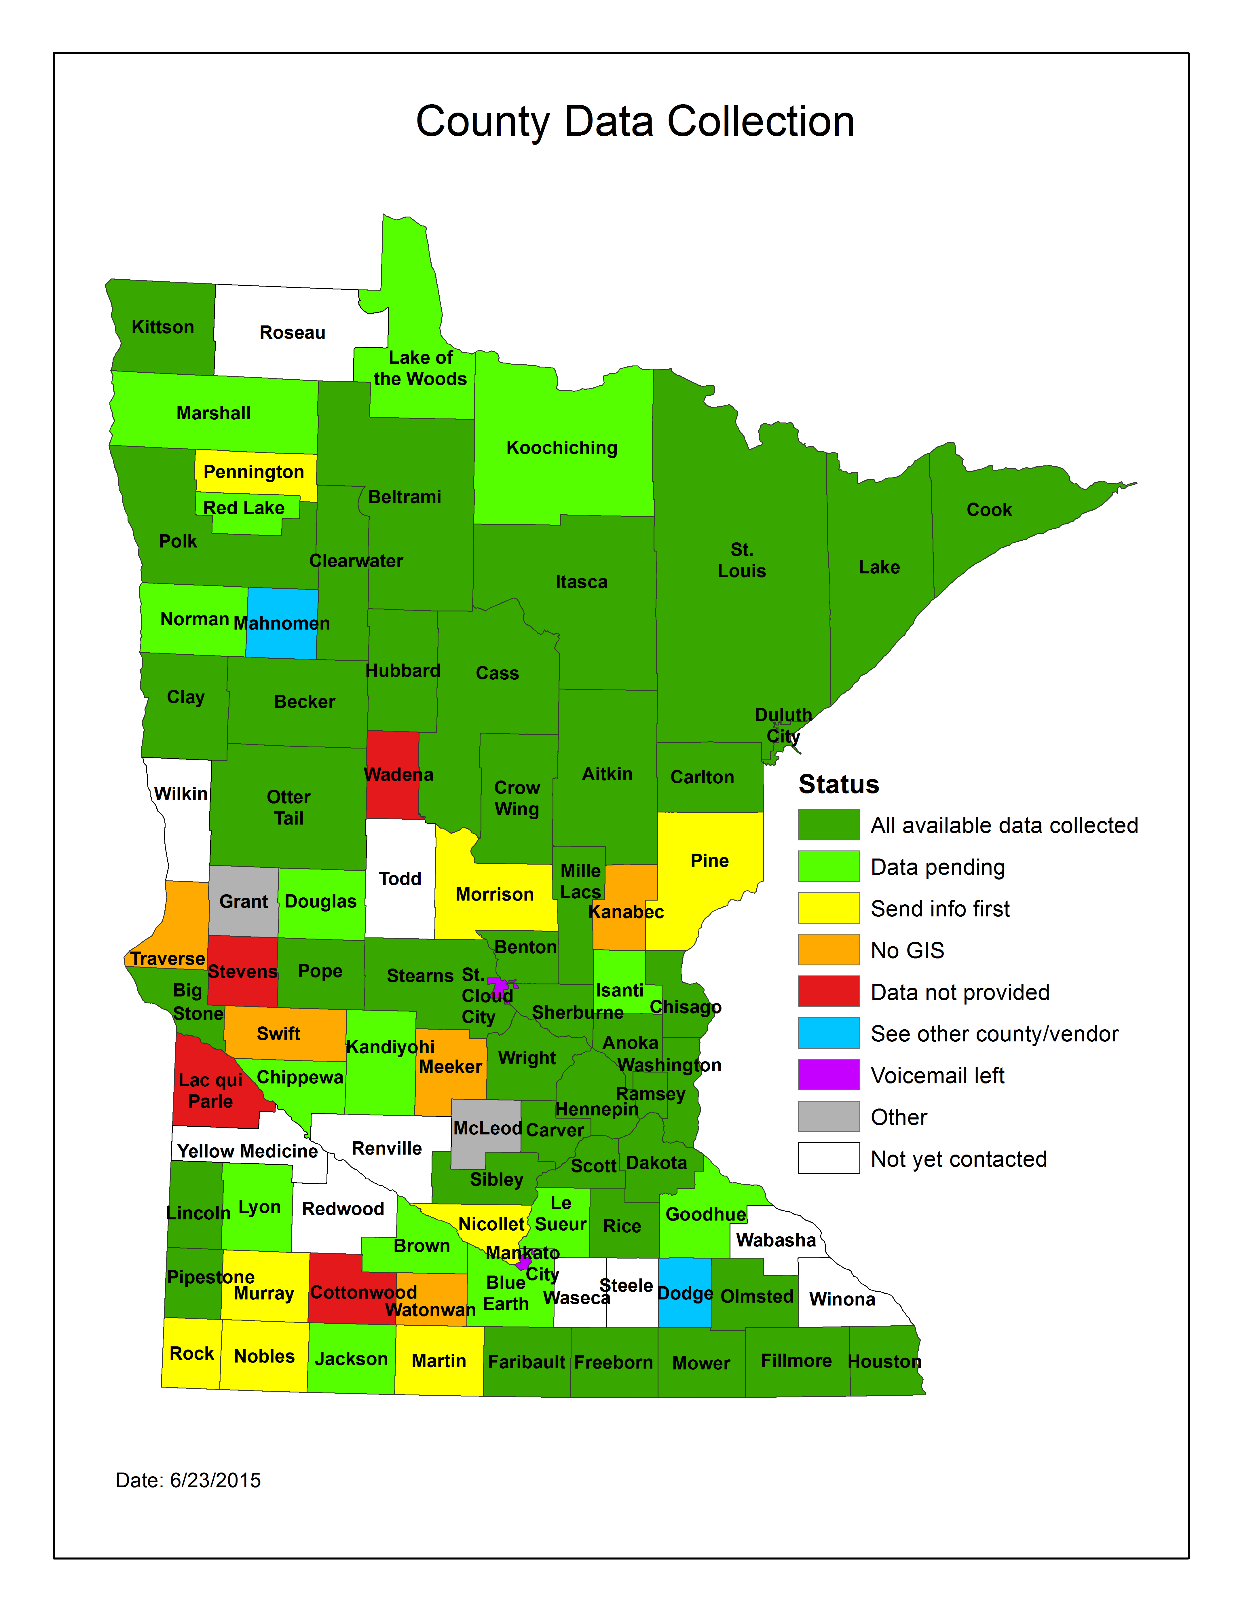 County Data Collection
Kittson
Roseau
Lake of
the Woods
Marshall
Koochiching
Pennington
Red Lake
Beltrami
Polk
Clearwater
St.
Louis
Cook
Lake
Itasca
Norman
Mahnomen
Hubbard
Cass
Clay
Becker
Duluth
City
Wadena
Aitkin
Carlton
Wilkin
Otter
Tail
Crow
Wing
Status
All available data collected
Data pending
Send info first
No GIS
Data not provided
See other county/vendor
Voicemail left
Other
Not yet contacted
Pine
Mille
Lacs
Todd
Morrison
Grant
Douglas
Kanabec
Benton
Traverse
Stevens
Pope
Stearns
St.
Cloud
City
Big
Stone
Isanti
Sherburne
Chisago
Swift
Kandiyohi
Anoka
Wright
Meeker
Washington
Lac qui
Parle
Chippewa
Ramsey
Hennepin
McLeod
Carver
Yellow Medicine
Renville
Scott
Dakota
Sibley
Lincoln
Lyon
Redwood
Nicollet
Le
Sueur
Rice
Goodhue
Wabasha
Brown
Mankato
City
Pipestone
Murray
Cottonwood
Watonwan
Blue
Earth
Waseca
Steele
Dodge
Olmsted
Winona
Rock
Nobles
Jackson
Martin
Faribault
Freeborn
Mower
Fillmore
Houston
Date: 6/23/2015